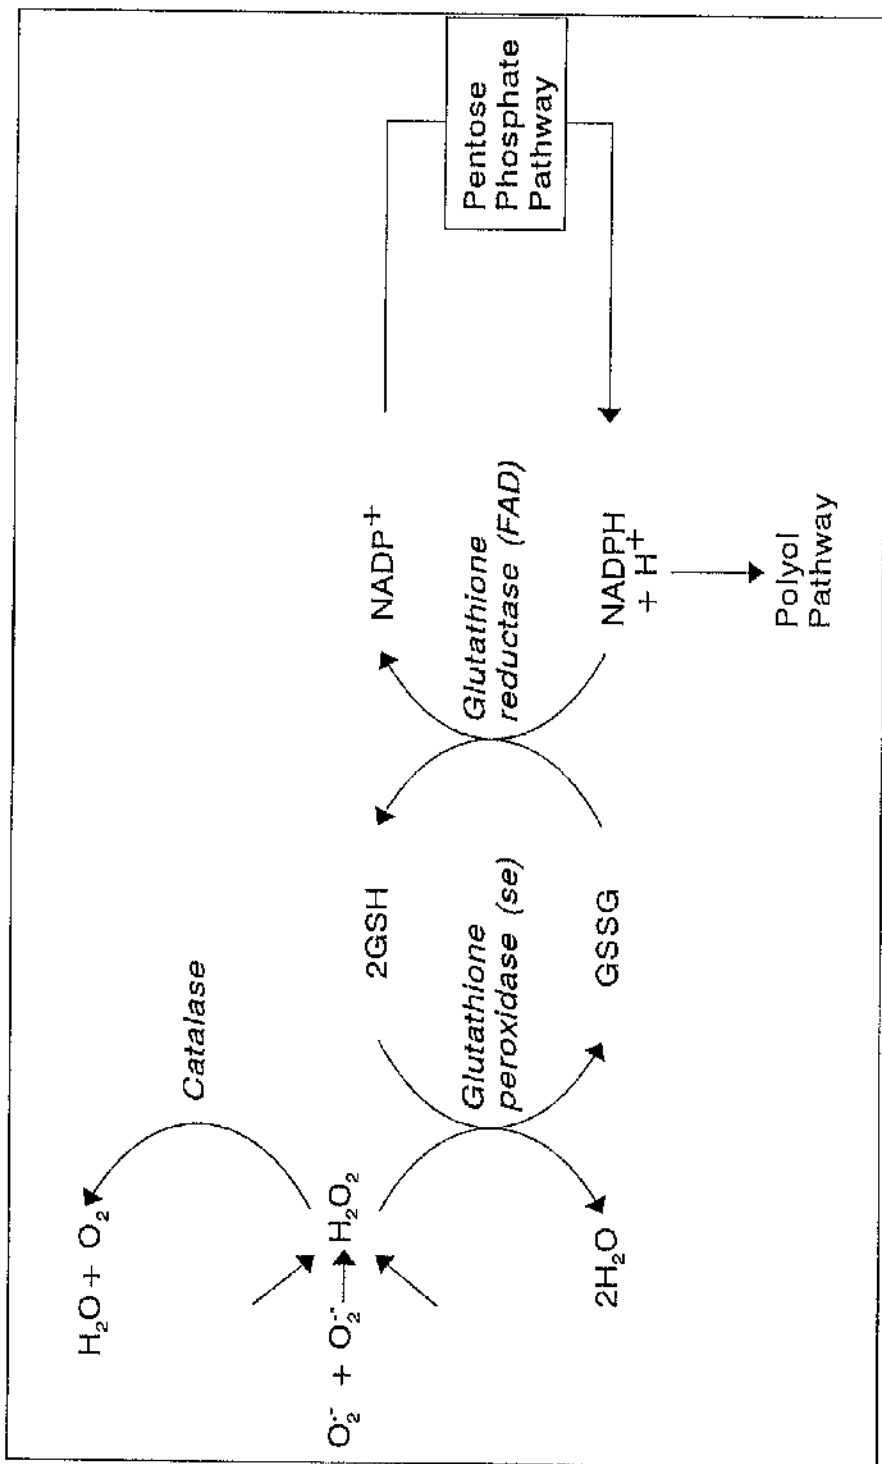 H₂O + O₂
Catalase
O₂·⁻ + O₂·⁻
H₂O₂
2GSH
NADP⁺
Glutathione
peroxidase (se)
Glutathione
reductase (FAD)
Pentose
Phosphate
Pathway
2H₂O
GSSG
NADPH
+ H⁺
Polyol
Pathway